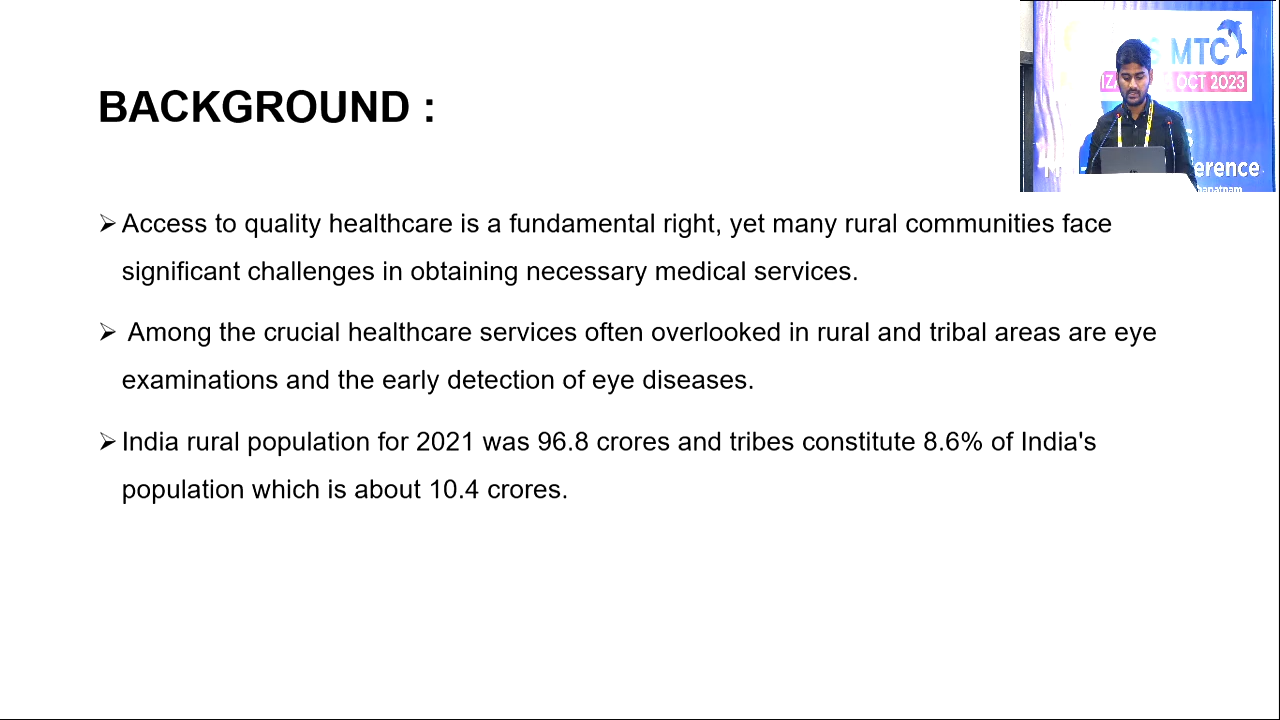 MTC
OCT 2023
erence
BACKGROUND :
➢Access to quality healthcare is a fundamental right, yet many rural communities face
significant challenges in obtaining necessary medical services.
➢ Among the crucial healthcare services often overlooked in rural and tribal areas are eye
examinations and the early detection of eye diseases.
➢India rural population for 2021 was 96.8 crores and tribes constitute 8.6% of India's
population which is about 10.4 crores.